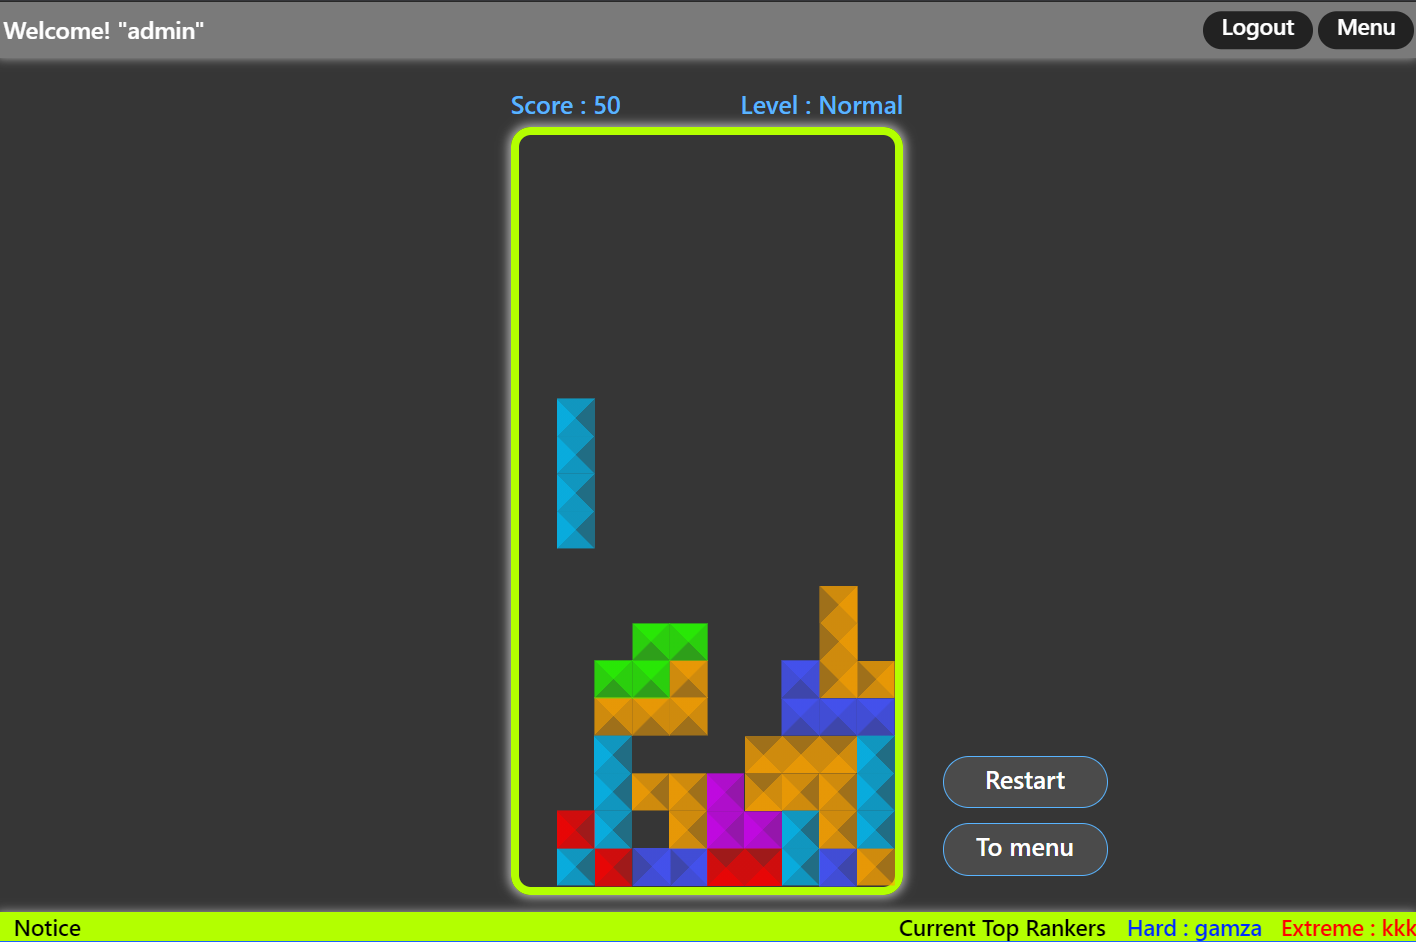 Welcome! "admin"
Logout
Menu
Score : 50
Level : Normal
Restart
To menu
Notice
Current Top Rankers
Hard : gamza
Extreme : kkk